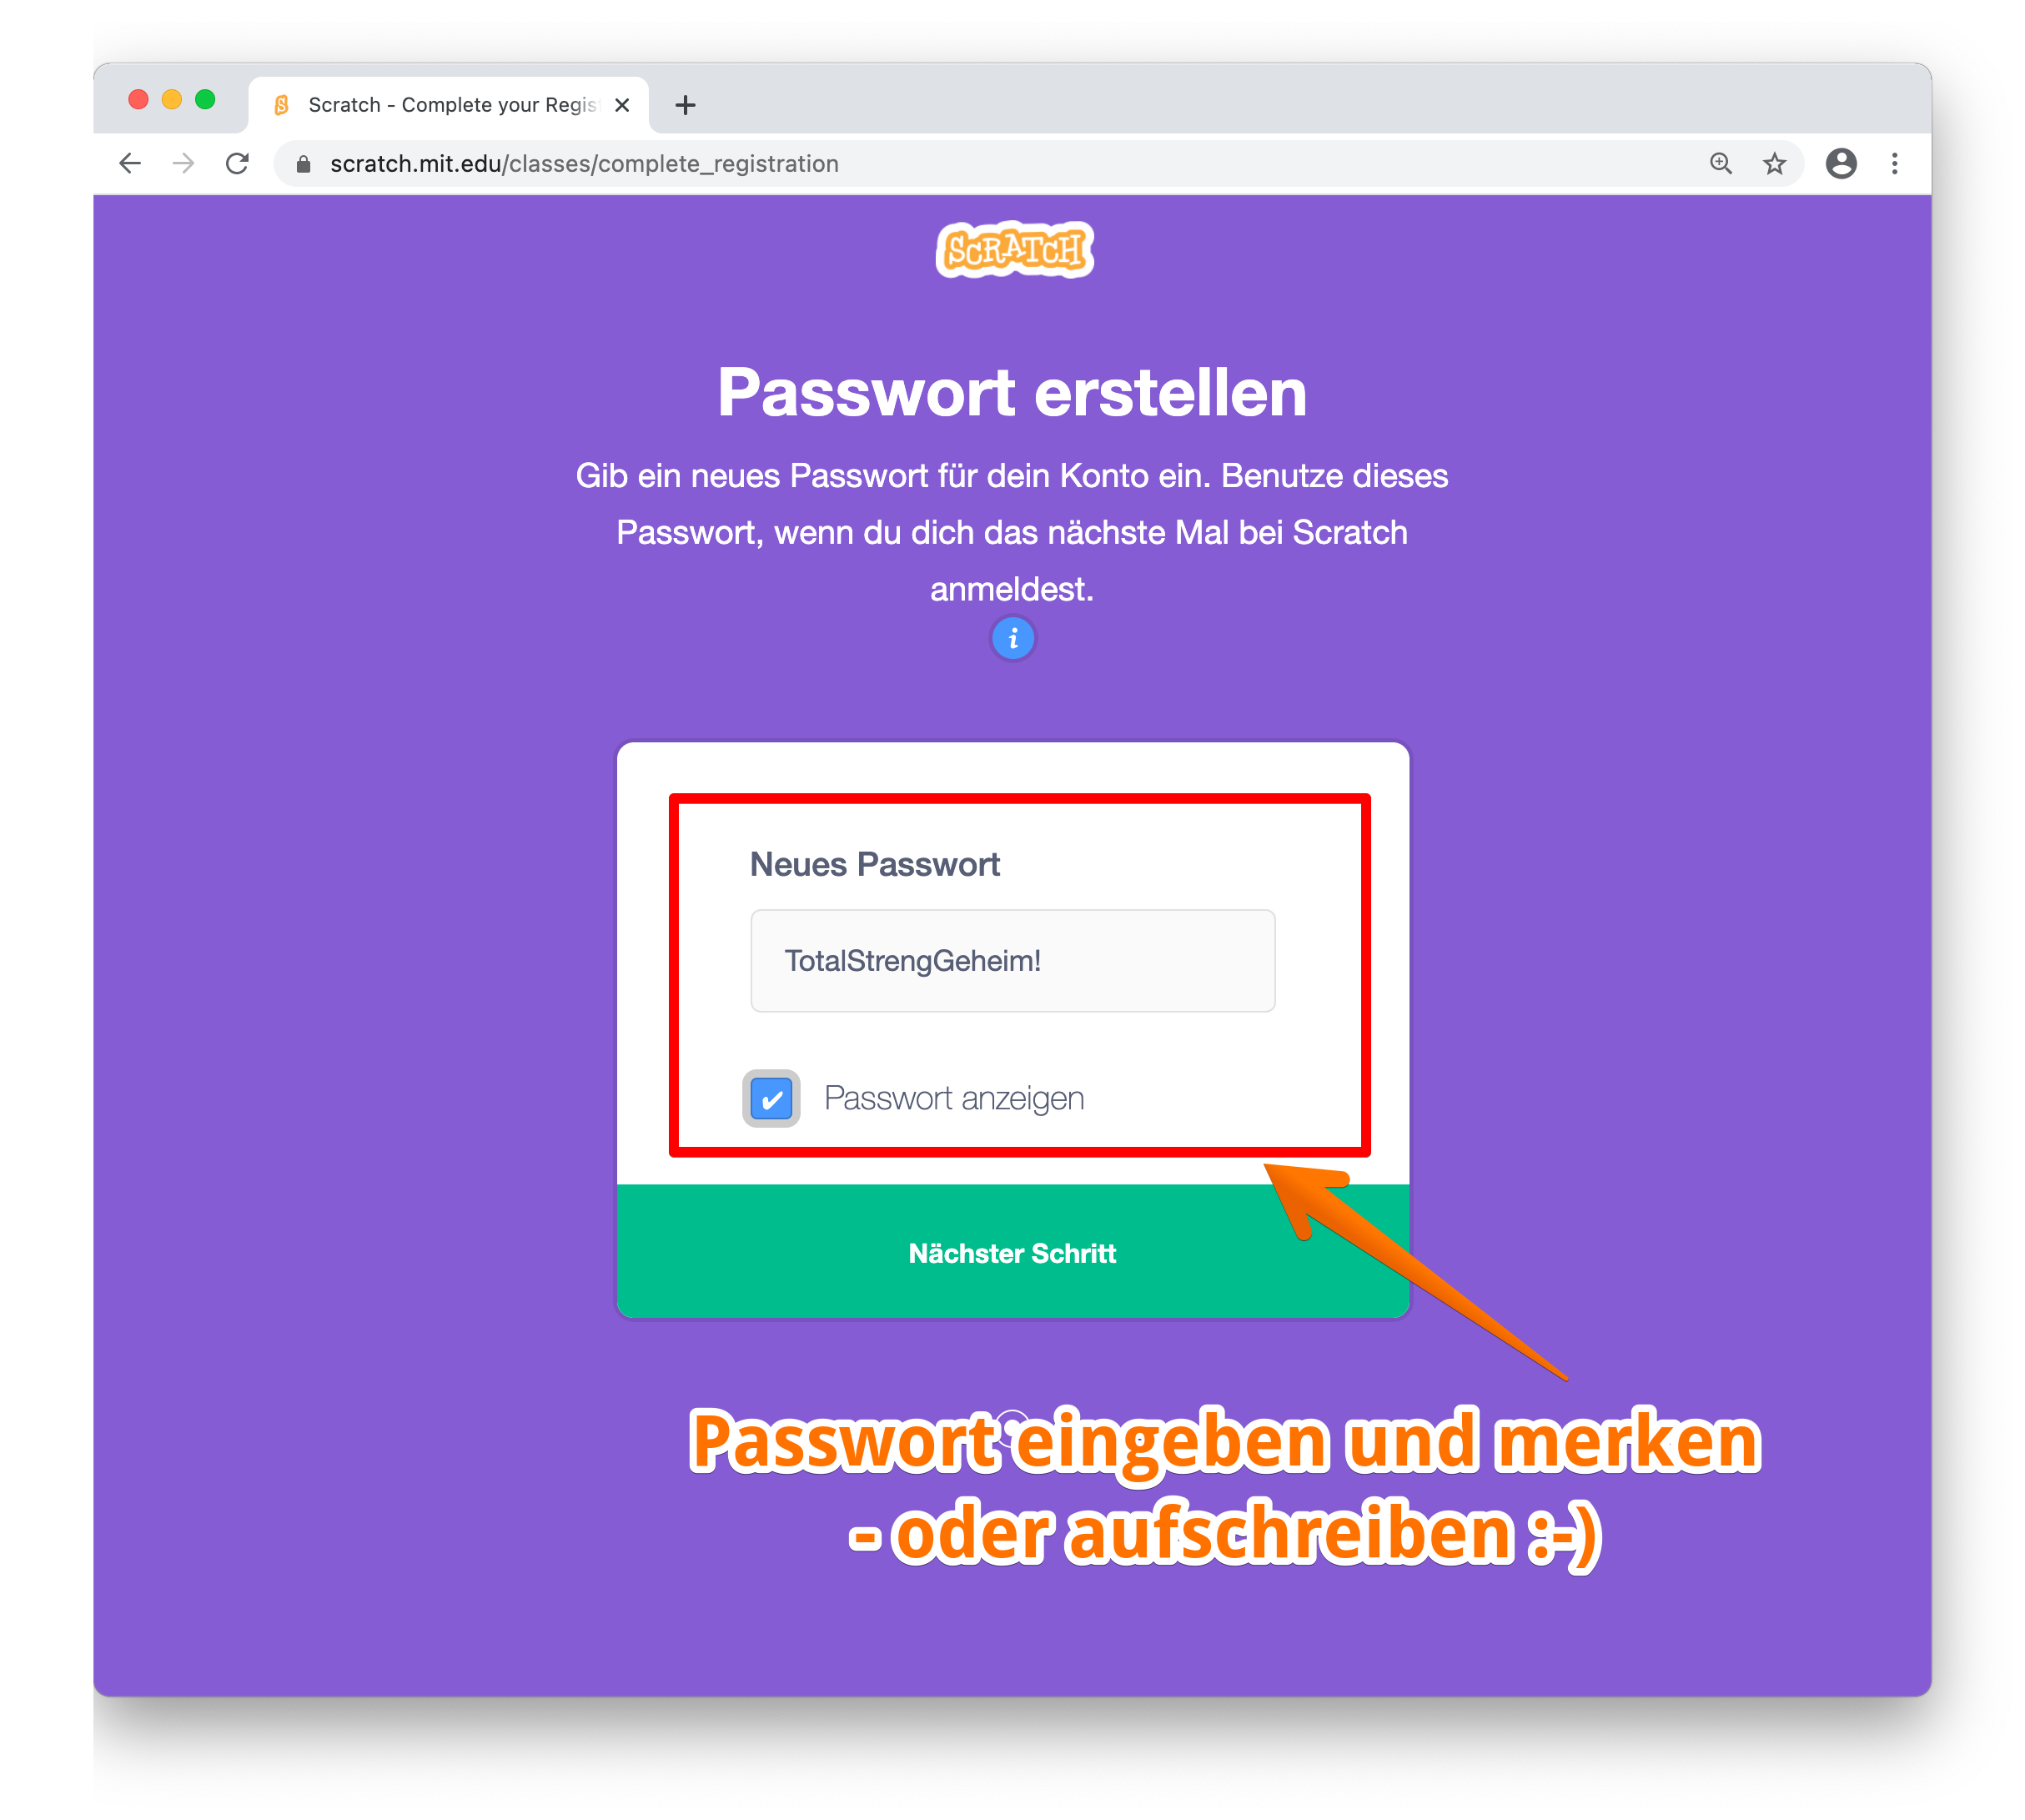 Scratch - Complete your Regis
scratch.mit.edu/classes/complete_registration
SCRATCH
Passwort erstellen
Gib ein neues Passwort für dein Konto ein. Benutze dieses
Passwort, wenn du dich das nächste Mal bei Scratch
anmeldest.
i
Neues Passwort
TotalStrengGeheim!
Passwort anzeigen
Nächster Schritt
Passwort eingeben und merken
- oder aufschreiben :-)